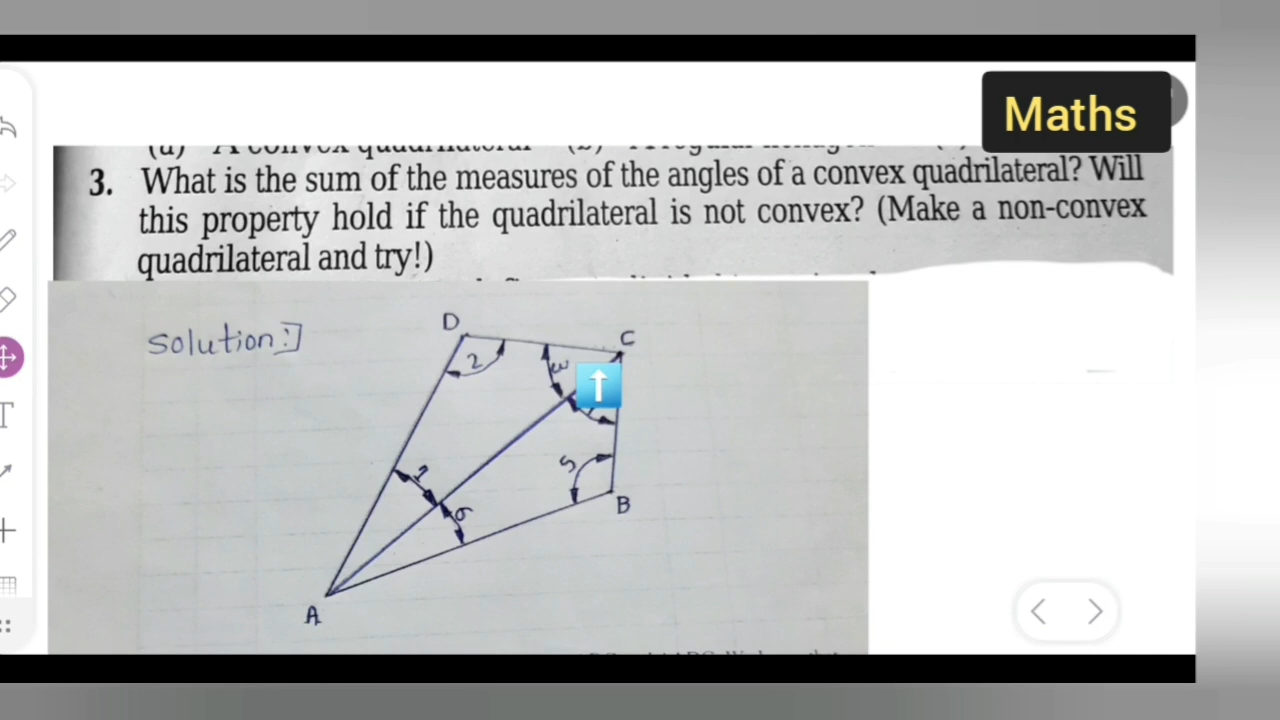 Maths
3. What is the sum of the measures of the angles of a convex quadrilateral? Will
this property hold if the quadrilateral is not convex? (Make a non-convex
quadrilateral and try!)
Solution:]
D
C
2
3
1
5
6
B
A